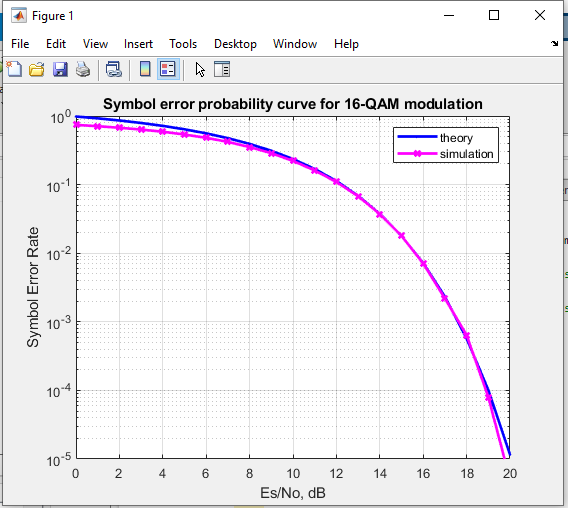 Figure 1
File Edit View Insert Tools Desktop Window Help
Symbol error probability curve for 16-QAM modulation
theory
simulation
10^0
10^-1
10^-2
10^-3
10^-4
10^-5
Symbol Error Rate
0 2 4 6 8 10 12 14 16 18 20
Es/No, dB